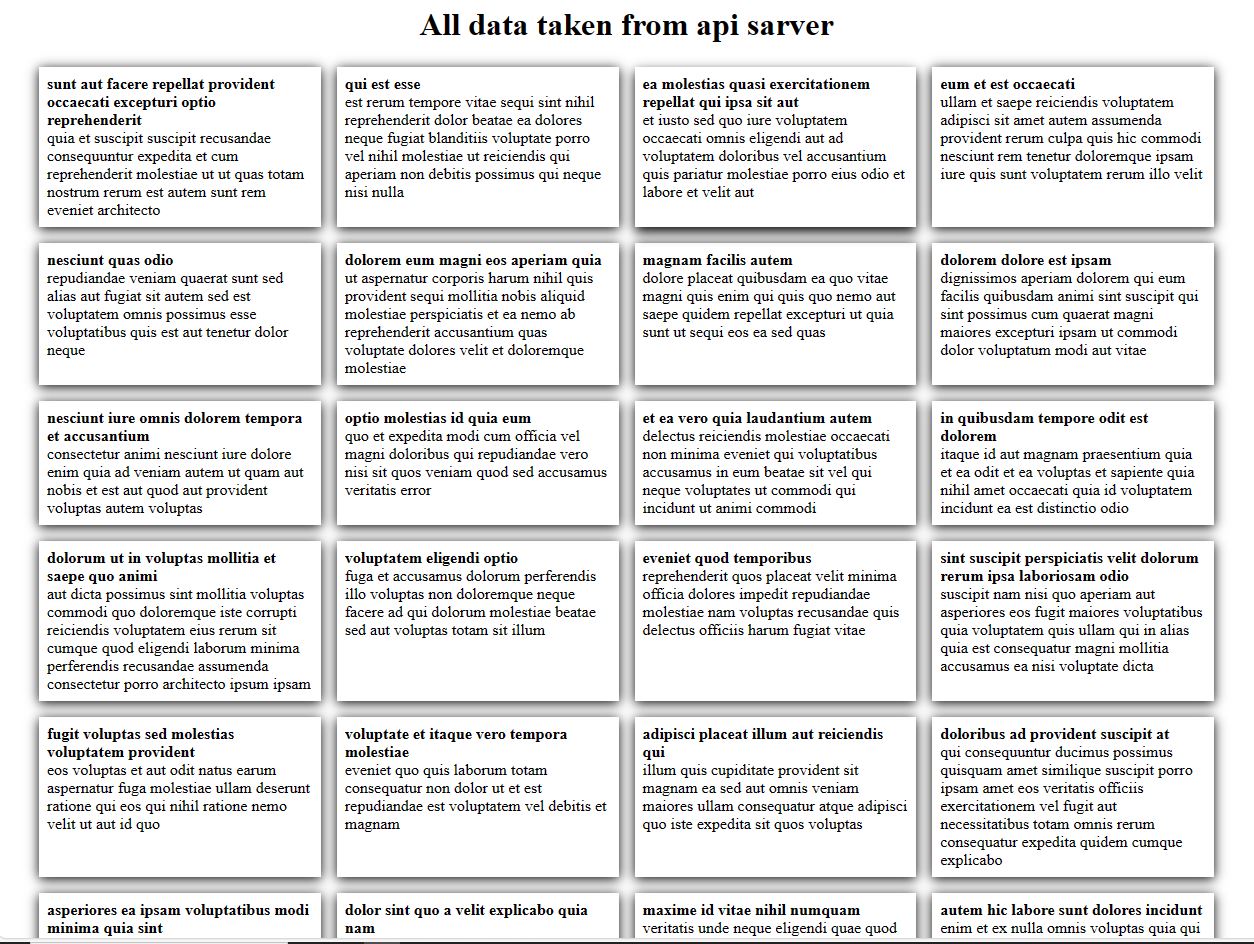 All data taken from api sarver
sunt aut facere repellat provident
occaecati excepturi optio
reprehenderit
quia et suscipit suscipit recusandae
consequuntur expedita et cum
reprehenderit molestiae ut ut quas totam
nostrum rerum est autem sunt rem
eveniet architecto
qui est esse
est rerum tempore vitae sequi sint nihil
reprehenderit dolor beatae ea dolores
neque fugiat blanditiis voluptate porro
vel nihil molestiae ut reiciendis qui
aperiam non debitis possimus qui neque
nisi nulla
ea molestias quasi exercitationem
repellat qui ipsa sit aut
et iusto sed quo iure voluptatem
occaecati omnis eligendi aut ad
voluptatem doloribus vel accusantium
quis pariatur molestiae porro eius odio et
labore et velit aut
eum et est occaecati
ullam et saepe reiciendis voluptatem
adipisci sit amet autem assumenda
provident rerum culpa quis hic commodi
nesciunt rem tenetur doloremque ipsam
iure quis sunt voluptatem rerum illo velit
nesciunt quas odio
repudiandae veniam quaerat sunt sed
alias aut fugiat sit autem sed est
voluptatem omnis possimus esse
voluptatibus quis est aut tenetur dolor
neque
dolorem eum magni eos aperiam quia
ut aspernatur corporis harum nihil quis
provident sequi mollitia nobis aliquid
molestiae perspiciatis et ea nemo ab
reprehenderit accusantium quas
voluptate dolores velit et doloremque
molestiae
magnam facilis autem
dolore placeat quibusdam ea quo vitae
magni quis enim qui quis quo nemo aut
saepe quidem repellat excepturi ut quia
sunt ut sequi eos ea sed quas
dolorem dolore est ipsam
dignissimos aperiam dolorem qui eum
facilis quibusdam animi sint suscipit qui
sint possimus cum quaerat magni
maiores excepturi ipsam ut commodi
dolor voluptatum modi aut vitae
nesciunt iure omnis dolorem tempora
et accusantium
consectetur animi nesciunt iure dolore
enim quia ad veniam autem ut quam aut
nobis et est aut quod aut provident
voluptas autem voluptas
optio molestias id quia eum
quo et expedita modi cum officia vel
magni doloribus qui repudiandae vero
nisi sit quos veniam quod sed accusamus
veritatis error
et ea vero quia laudantium autem
delectus reiciendis molestiae occaecati
non minima eveniet qui voluptatibus
accusamus in eum beatae sit vel qui
neque voluptates ut commodi qui
incidunt ut animi commodi
in quibusdam tempore odit est
dolorem
itaque id aut magnam praesentium quia
et ea odit et ea voluptas et sapiente quia
nihil amet occaecati quia id voluptatem
incidunt ea est distinctio odio
dolorum ut in voluptas mollitia et
saepe quo animi
aut dicta possimus sint mollitia voluptas
commodi quo doloremque iste corrupti
reiciendis voluptatem eius rerum sit
cumque quod eligendi laborum minima
perferendis recusandae assumenda
consectetur porro architecto ipsum ipsam
voluptatem eligendi optio
fuga et accusamus dolorum perferendis
illo voluptas non doloremque neque
facere ad qui dolorum molestiae beatae
sed aut voluptas totam sit illum
eveniet quod temporibus
reprehenderit quos placeat velit minima
officia dolores impedit repudiandae
molestiae nam voluptas recusandae quis
delectus officiis harum fugiat vitae
sint suscipit perspiciatis velit dolorum
rerum ipsa laboriosam odio
suscipit nam nisi quo aperiam aut
asperiores eos fugit maiores voluptatibus
quia voluptatem quis ullam qui in alias
quia est consequatur magni mollitia
accusamus ea nisi voluptate dicta
fugit voluptas sed molestias
voluptatem provident
eos voluptas et aut odit natus earum
aspernatur fuga molestiae ullam deserunt
ratione qui eos qui nihil ratione nemo
velit ut aut id quo
voluptate et itaque vero tempora
molestiae
eveniet quo quis laborum totam
consequatur non dolor ut et est
repudiandae est voluptatem vel debitis et
magnam
adipisci placeat illum aut reiciendis
qui
illum quis cupiditate provident sit
magnam ea sed aut omnis veniam
maiores ullam consequatur atque adipisci
quo iste expedita sit quos voluptas
doloribus ad provident suscipit at
qui consequuntur ducimus possimus
quisquam amet similique suscipit porro
ipsam amet eos veritatis officiis
exercitationem vel fugit aut
necessitatibus totam omnis rerum
consequatur expedita quidem cumque
explicabo
asperiores ea ipsam voluptatibus modi
minima quia sint
dolor sint quo a velit explicabo quia
nam
maxime id vitae nihil numquam
veritatis unde neque eligendi quae quod
autem hic labore sunt dolores incidunt
enim et ex nulla omnis voluptas quia qui